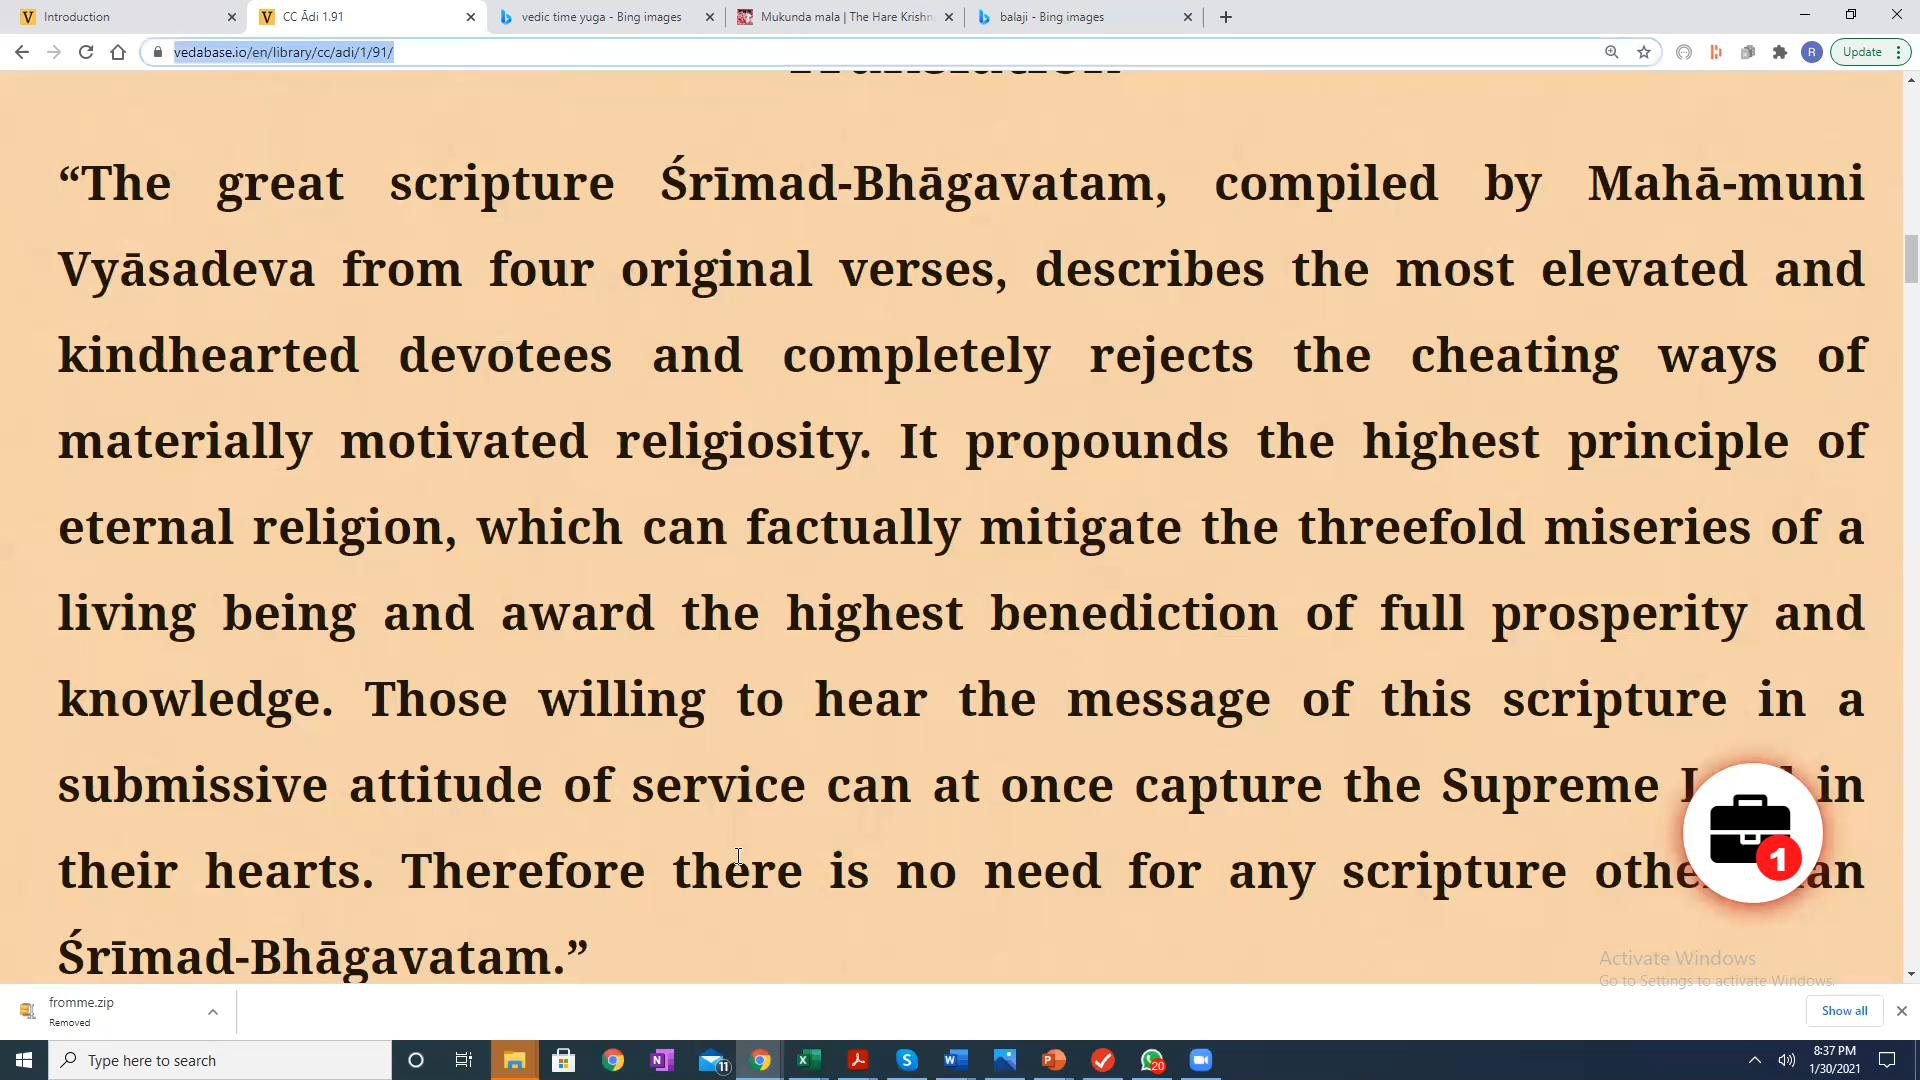 Introduction
CC Ādi 1.91
vedic time yuga - Bing images
Mukunda mala | The Hare Krishn
balaji - Bing images
vedabase.io/en/library/cc/adi/1/91/
R
Update
“The great scripture Śrīmad-Bhāgavatam, compiled by Mahā-muni
Vyāsadeva from four original verses, describes the most elevated and
kindhearted devotees and completely rejects the cheating ways of
materially motivated religiosity. It propounds the highest principle of
eternal religion, which can factually mitigate the threefold miseries of a
living being and award the highest benediction of full prosperity and
knowledge. Those willing to hear the message of this scripture in a
submissive attitude of service can at once capture the Supreme in
their hearts. Therefore there is no need for any scripture
Śrīmad-Bhāgavatam.”
1
Activate Windows
Go to Settings to activate Windows.
fromme.zip
Removed
Show all
Type here to search
11
20
8:37 PM
1/30/2021